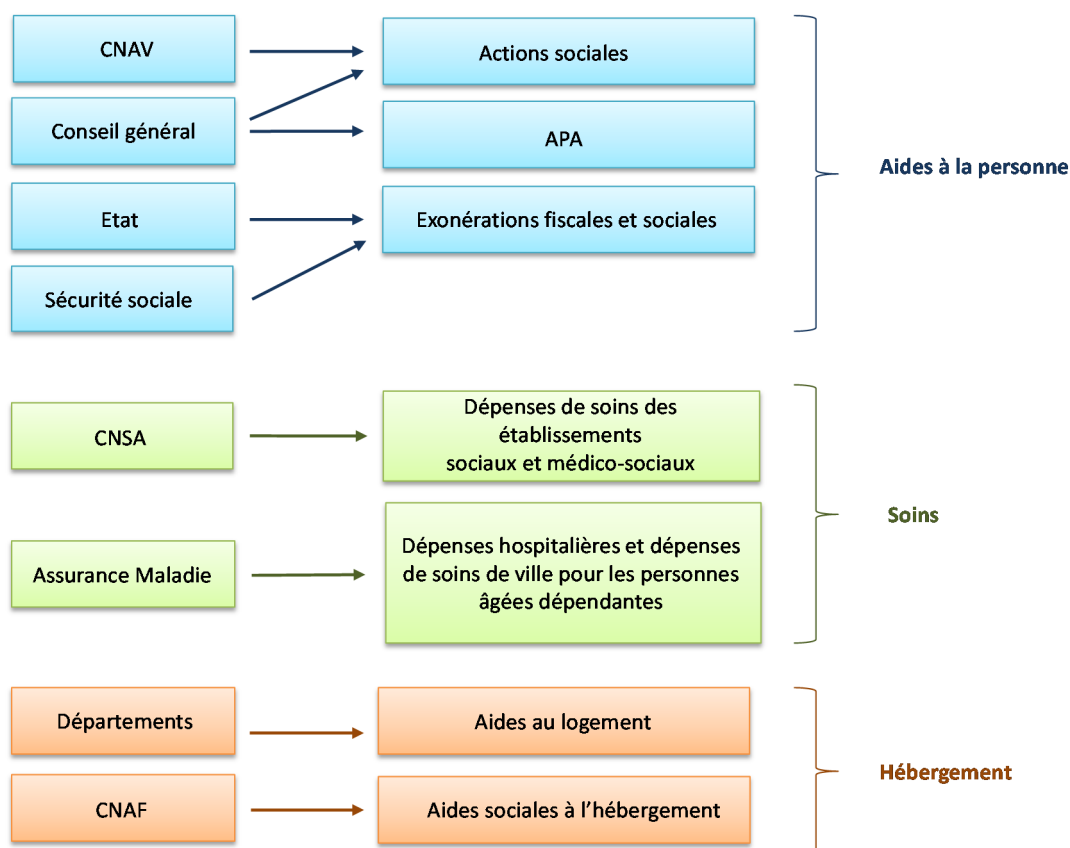 CNAV
Actions sociales
Conseil général
APA
Aides à la personne
Etat
Exonérations fiscales et sociales
Sécurité sociale
CNSA
Dépenses de soins des
établissements
sociaux et médico-sociaux
Soins
Assurance Maladie
Dépenses hospitalières et dépenses
de soins de ville pour les personnes
âgées dépendantes
Départements
Aides au logement
Hébergement
CNAF
Aides sociales à l’hébergement